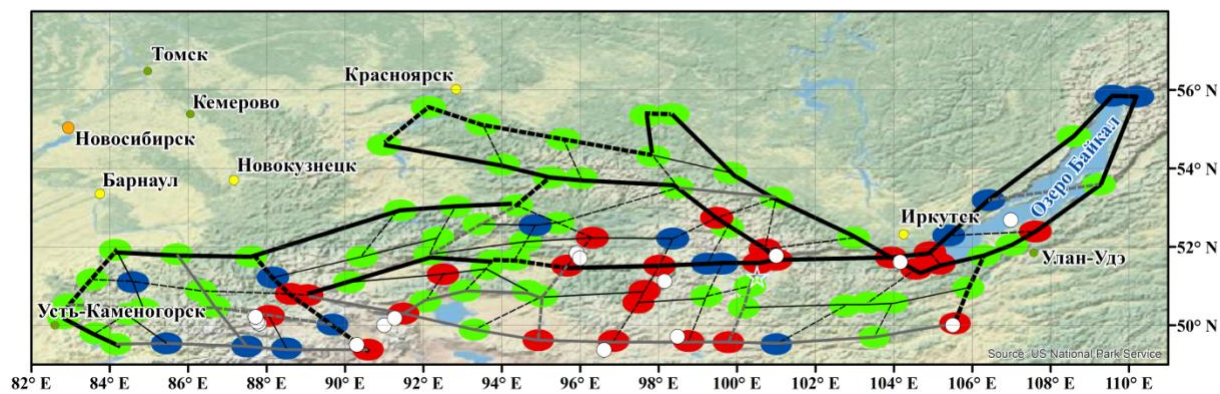 Томск
Красноярск
56° N
Кемерово
Новосибирск
Новокузнецк
54° N
Барнаул
Озеро Байкал
Иркутск
52° N
Улан-Удэ
Усть-Каменогорск
50° N
Source: US National Park Service
82° E 84° E 86° E 88° E 90° E 92° E 94° E 96° E 98° E 100° E 102° E 104° E 106° E 108° E 110° E